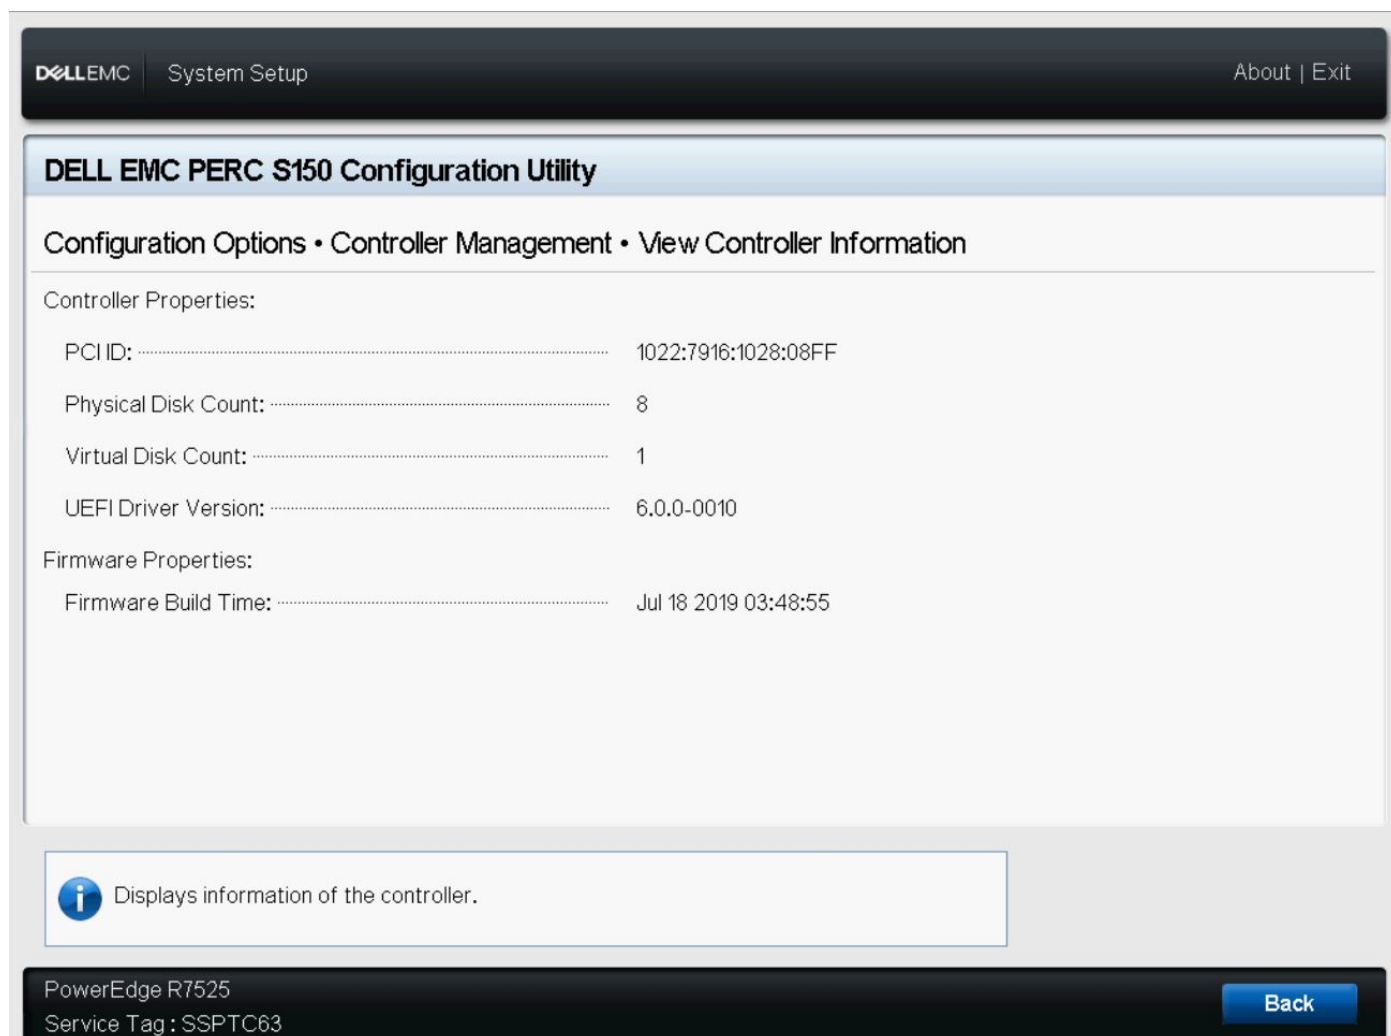 DELLEMC System Setup About | Exit
DELL EMC PERC S150 Configuration Utility
Configuration Options • Controller Management • View Controller Information
Controller Properties:
PCI ID: 1022:7916:1028:08FF
Physical Disk Count: 8
Virtual Disk Count: 1
UEFI Driver Version: 6.0.0-0010
Firmware Properties:
Firmware Build Time: Jul 18 2019 03:48:55
Displays information of the controller.
PowerEdge R7525
Back
Service Tag : SSPTC63